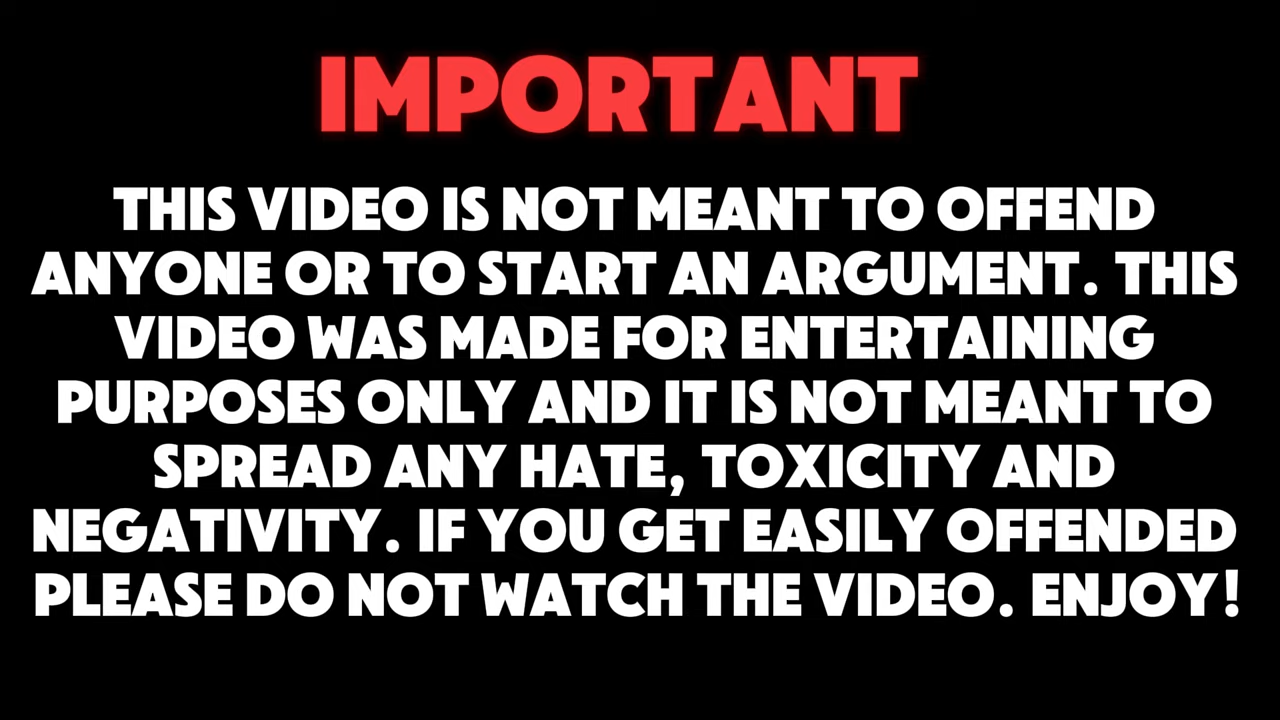 IMPORTANT
THIS VIDEO IS NOT MEANT TO OFFEND
ANYONE OR TO START AN ARGUMENT. THIS
VIDEO WAS MADE FOR ENTERTAINING
PURPOSES ONLY AND IT IS NOT MEANT TO
SPREAD ANY HATE, TOXICITY AND
NEGATIVITY. IF YOU GET EASILY OFFENDED
PLEASE DO NOT WATCH THE VIDEO. ENJOY!